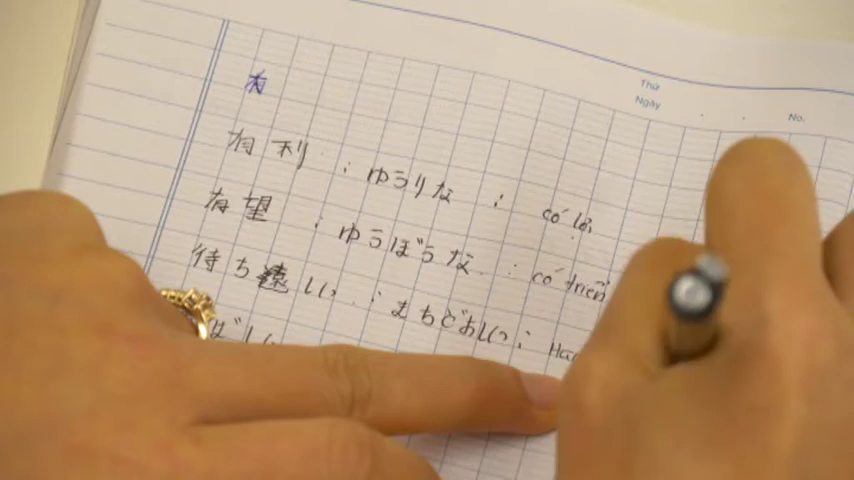 Thứ
Ngày
No.
有
有利 : ゆうりな : có lợi
有望 : ゆうぼうな : có triển
待ち遠しい : まちどおしい :